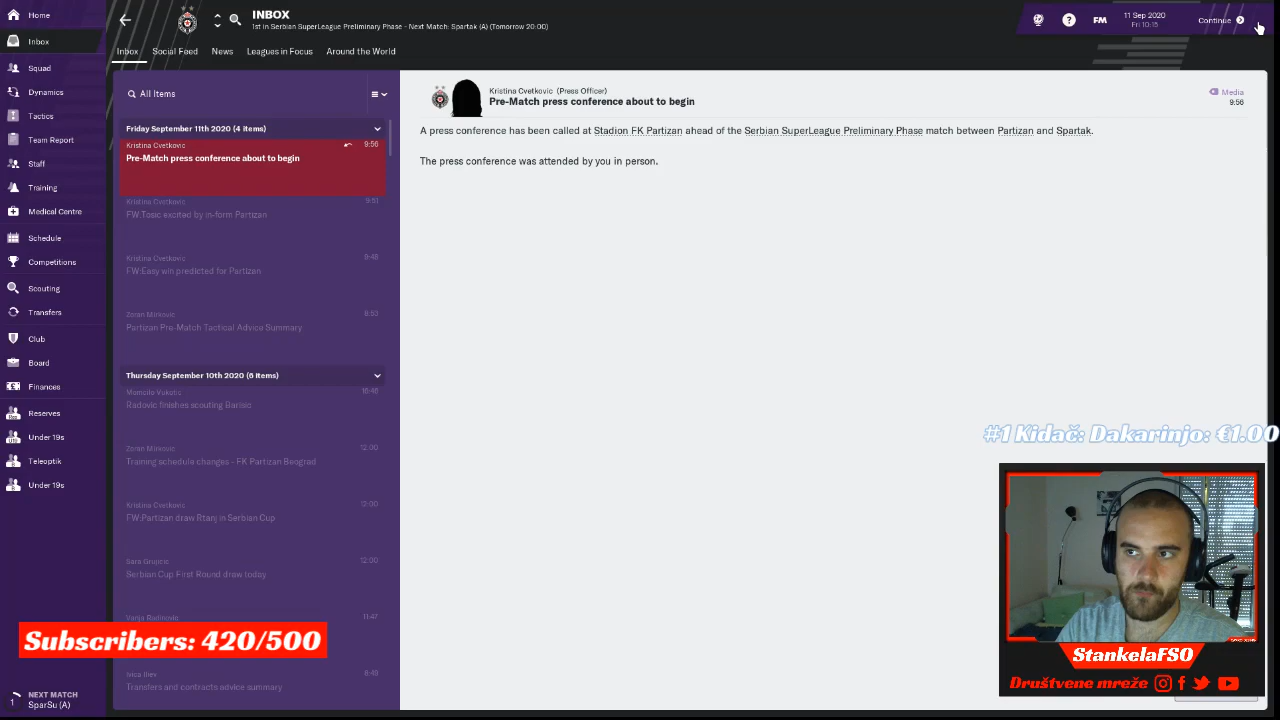 Home
Inbox
Squad
Dynamics
Tactics
Team Report
Staff
Training
Medical Centre
Schedule
Competitions
Scouting
Transfers
Club
Board
Finances
Reserves
Under 19s
Teleoptik
Under 19s
NEXT MATCH
SparSu (A)
INBOX
1st in Serbian SuperLeague Preliminary Phase - Next Match: Spartak (A) (Tomorrow 20:00)
FM
11 Sep 2020
Fri 10:15
Continue
Inbox
Social Feed
News
Leagues in Focus
Around the World
All Items
Friday September 11th 2020 (4 items)
Kristina Cvetkovic
9:56
Pre-Match press conference about to begin
Kristina Cvetkovic
9:51
FW:Tosic excited by in-form Partizan
Kristina Cvetkovic
FW:Easy win predicted for Partizan
Zoran Mirkovic
8:53
Partizan Pre-Match Tactical Advice Summary
Thursday September 10th 2020 (6 items)
Momcilo Vukotic
Radovic finishes scouting Barisic
Zoran Mirkovic
12:00
Training schedule changes - FK Partizan Beograd
Kristina Cvetkovic
12:00
FW:Partizan draw Rtanj in Serbian Cup
Sara Grujicic
12:00
Serbian Cup First Round draw today
11:47
Ivica Iliev
8:49
Transfers and contracts advice summary
Kristina Cvetkovic (Press Officer)
Pre-Match press conference about to begin
Media
9:56
A press conference has been called at Stadion FK Partizan ahead of the Serbian SuperLeague Preliminary Phase match between Partizan and Spartak.
The press conference was attended by you in person.
#1 Kidač: Dakarinjo: €1.00
Subscribers: 420/500
StankelaFSO
Društvene mreže